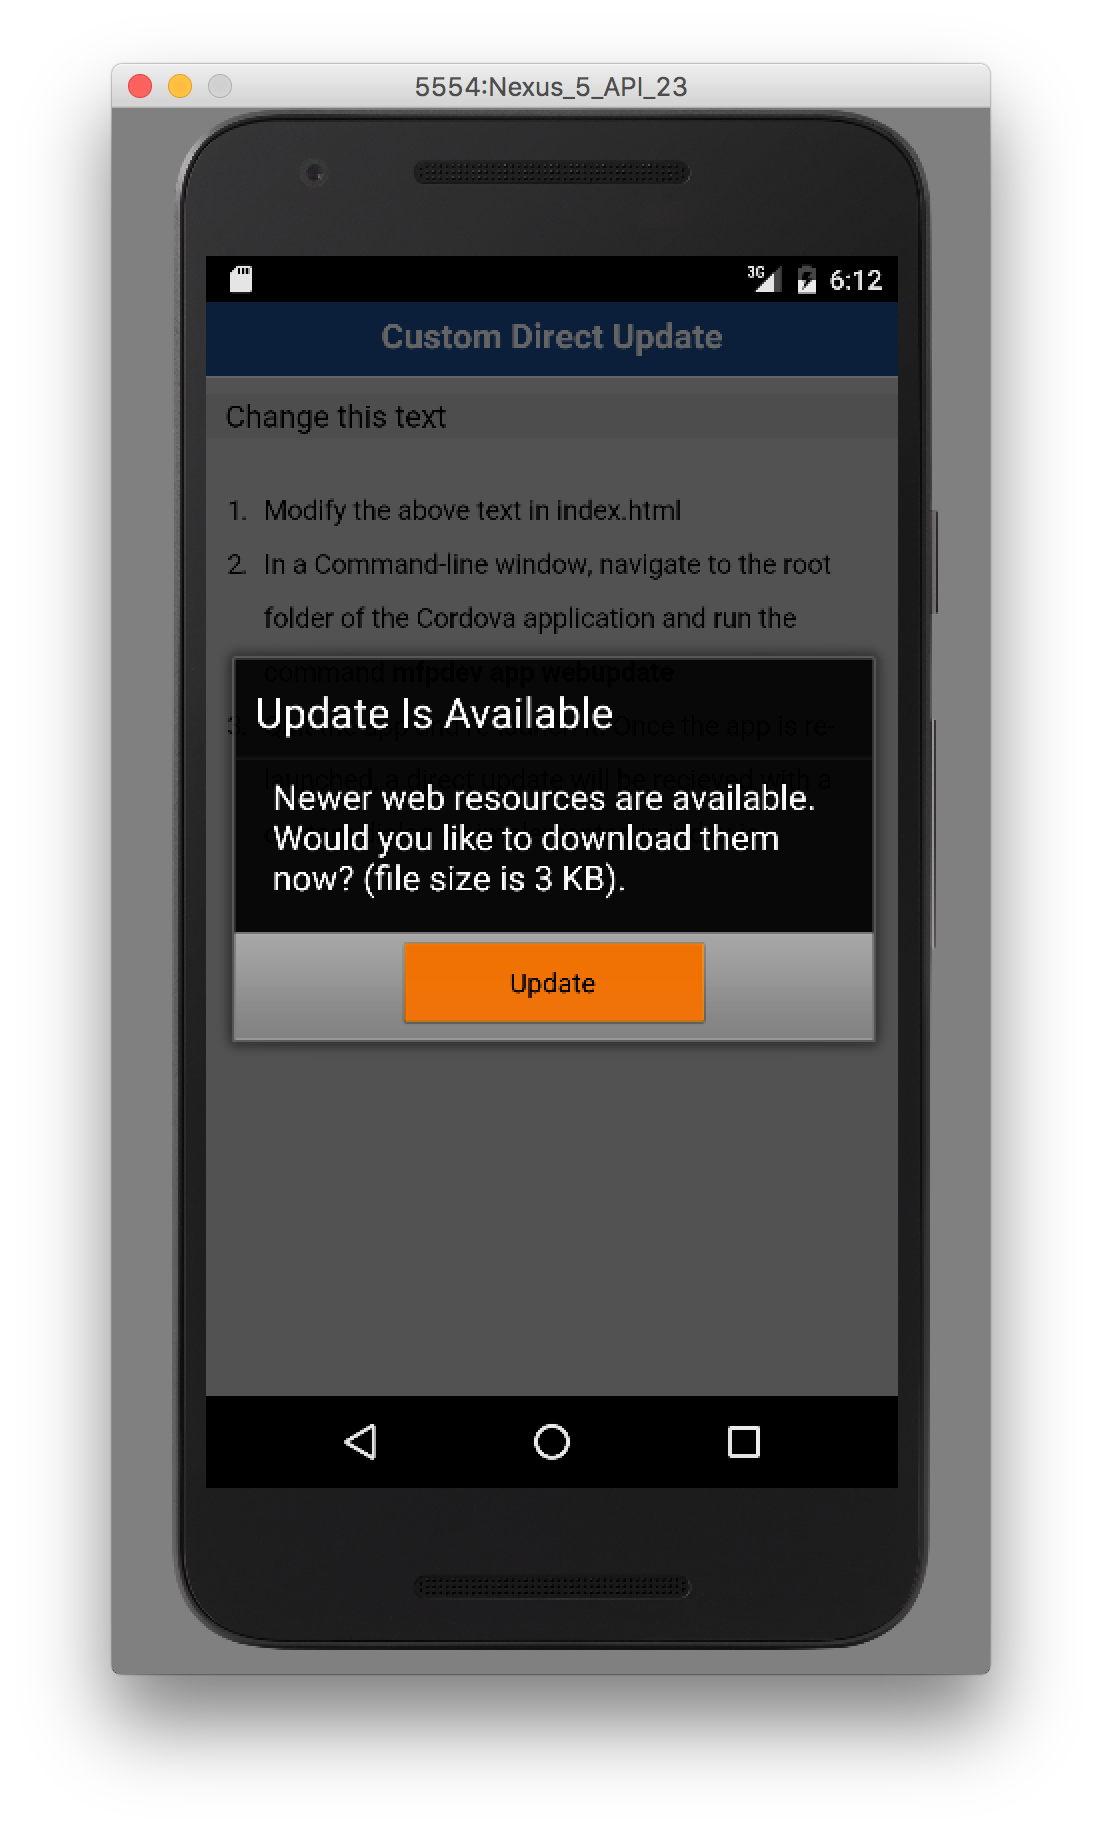 5554:Nexus_5_API_23
3G 6:12
Custom Direct Update
Change this text
1. Modify the above text in index.html
2. In a Command-line window, navigate to the root
folder of the Cordova application and run the
command mfpdev app webupdate
3. the app Once the app is re-
launched, a direct update will be recieved with a
Update Is Available
Newer web resources are available.
Would you like to download them
now? (file size is 3 KB).
Update